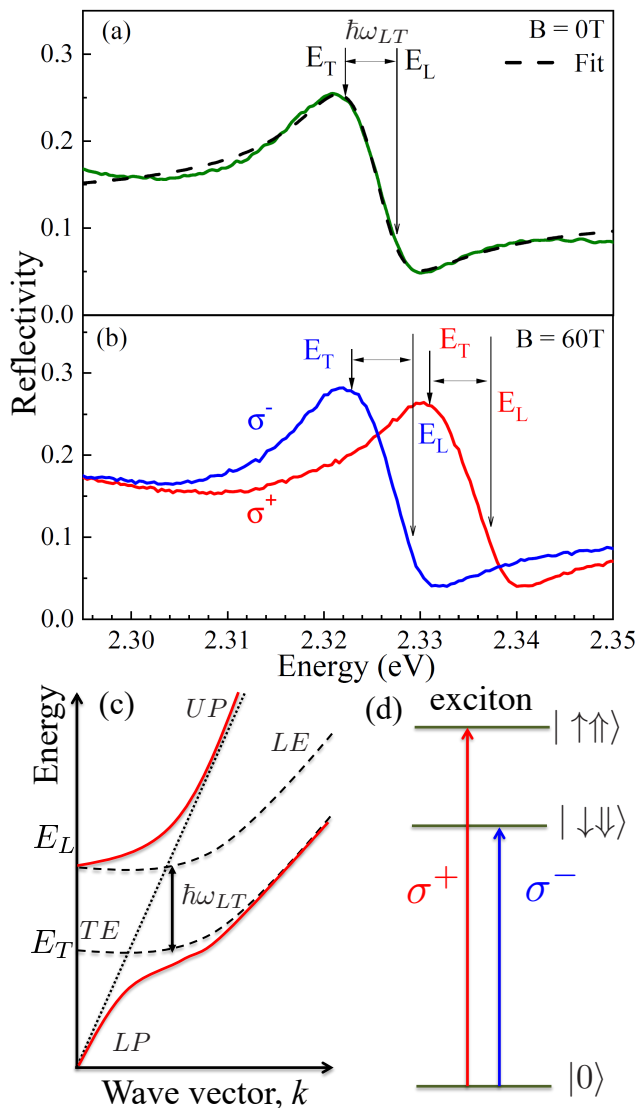 (a)
ħω_LT
B = 0T
E_T
E_L
Fit
0.3
0.2
0.1
0.0
Reflectivity
(b)
B = 60T
E_T
E_T
E_L
E_L
σ⁻
σ⁺
0.3
0.2
0.1
0.0
2.30
2.31
2.32
2.33
2.34
2.35
Energy (eV)
(c)
UP
LE
Energy
E_L
ħω_LT
TE
E_T
LP
Wave vector, k
(d)
exciton
| ↑⇑⟩
| ↓⇓⟩
σ⁺
σ⁻
|0⟩